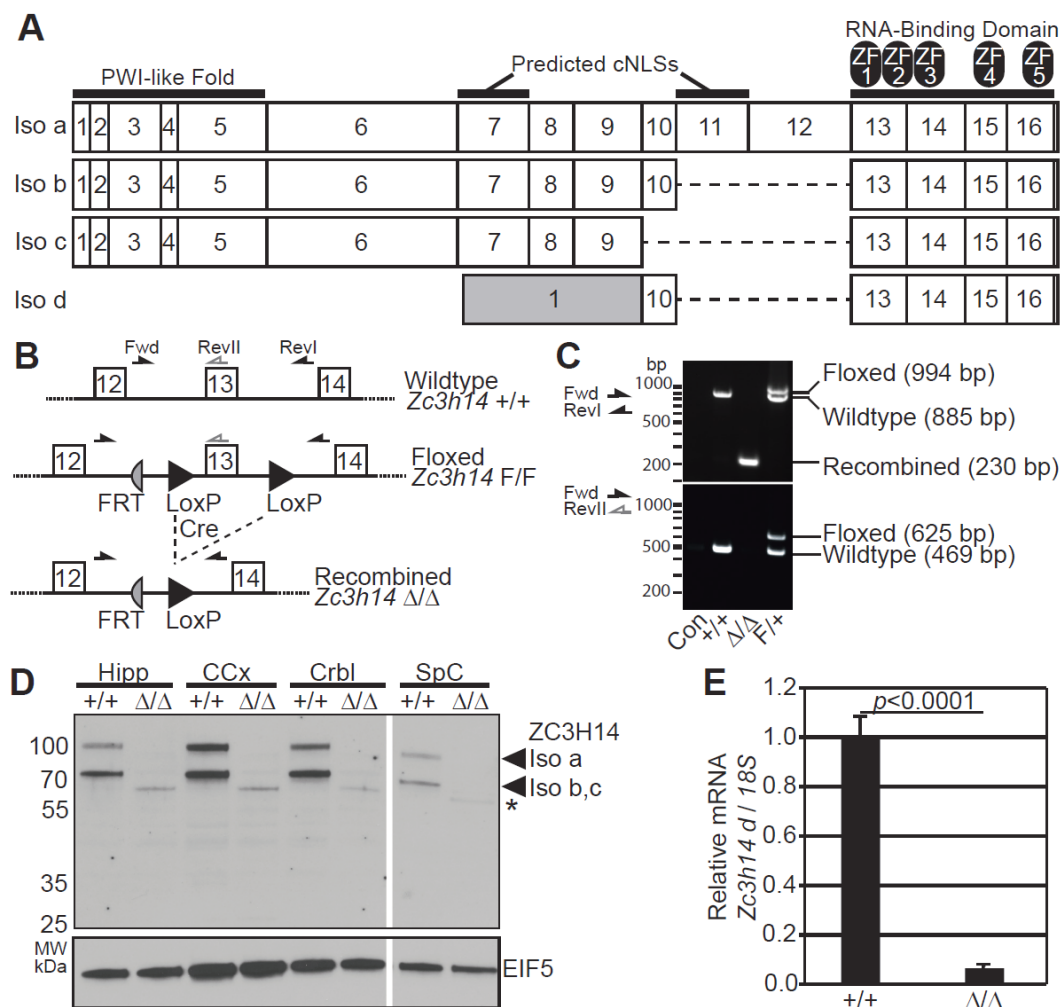 A
RNA-Binding Domain
PWI-like Fold
Predicted cNLSs
ZF 1 ZF 2 ZF 3 ZF 4 ZF 5
Iso a 1 2 3 4 5 6 7 8 9 10 11 12 13 14 15 16
Iso b 1 2 3 4 5 6 7 8 9 10 13 14 15 16
Iso c 1 2 3 4 5 6 7 8 9 13 14 15 16
Iso d 1 10 13 14 15 16
B
Fwd RevII RevI
12 13 14
Wildtype
Zc3h14 +/+
12 13 14
Floxed
Zc3h14 F/F
FRT LoxP LoxP
Cre
12 14
Recombined
Zc3h14 Δ/Δ
FRT LoxP
C
bp
Fwd
RevI
1000
500
200
Floxed (994 bp)
Wildtype (885 bp)
Recombined (230 bp)
Fwd
RevII
1000
500
200
Floxed (625 bp)
Wildtype (469 bp)
Con +/+ Δ/Δ F/+
D
Hipp CCx Crbl SpC
+/+ Δ/Δ +/+ Δ/Δ +/+ Δ/Δ +/+ Δ/Δ
100
70
55
35
25
ZC3H14
Iso a
Iso b,c
*
MW
kDa
EIF5
E
Relative mRNA
Zc3h14 d / 18S
1.2
1.0
0.8
0.6
0.4
0.2
0.0
p<0.0001
+/+ Δ/Δ